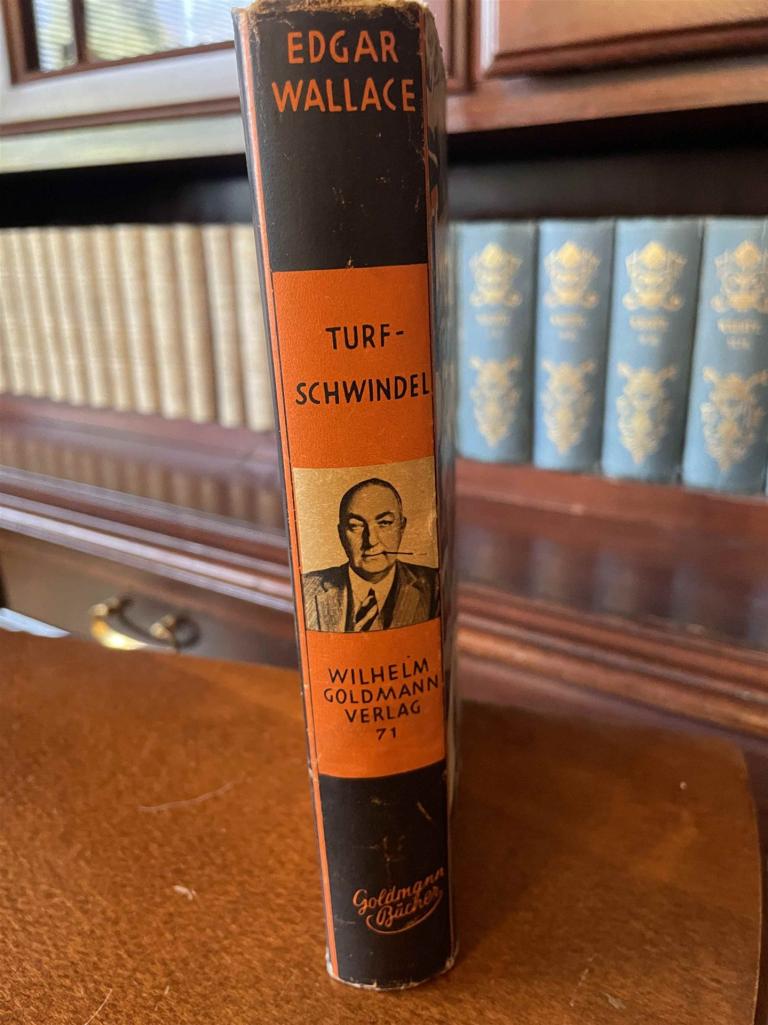 EDGAR
WALLACE
TURF-
SCHWINDEL
WILHELM
GOLDMANN
VERLAG
71
Goldmann
Bücher